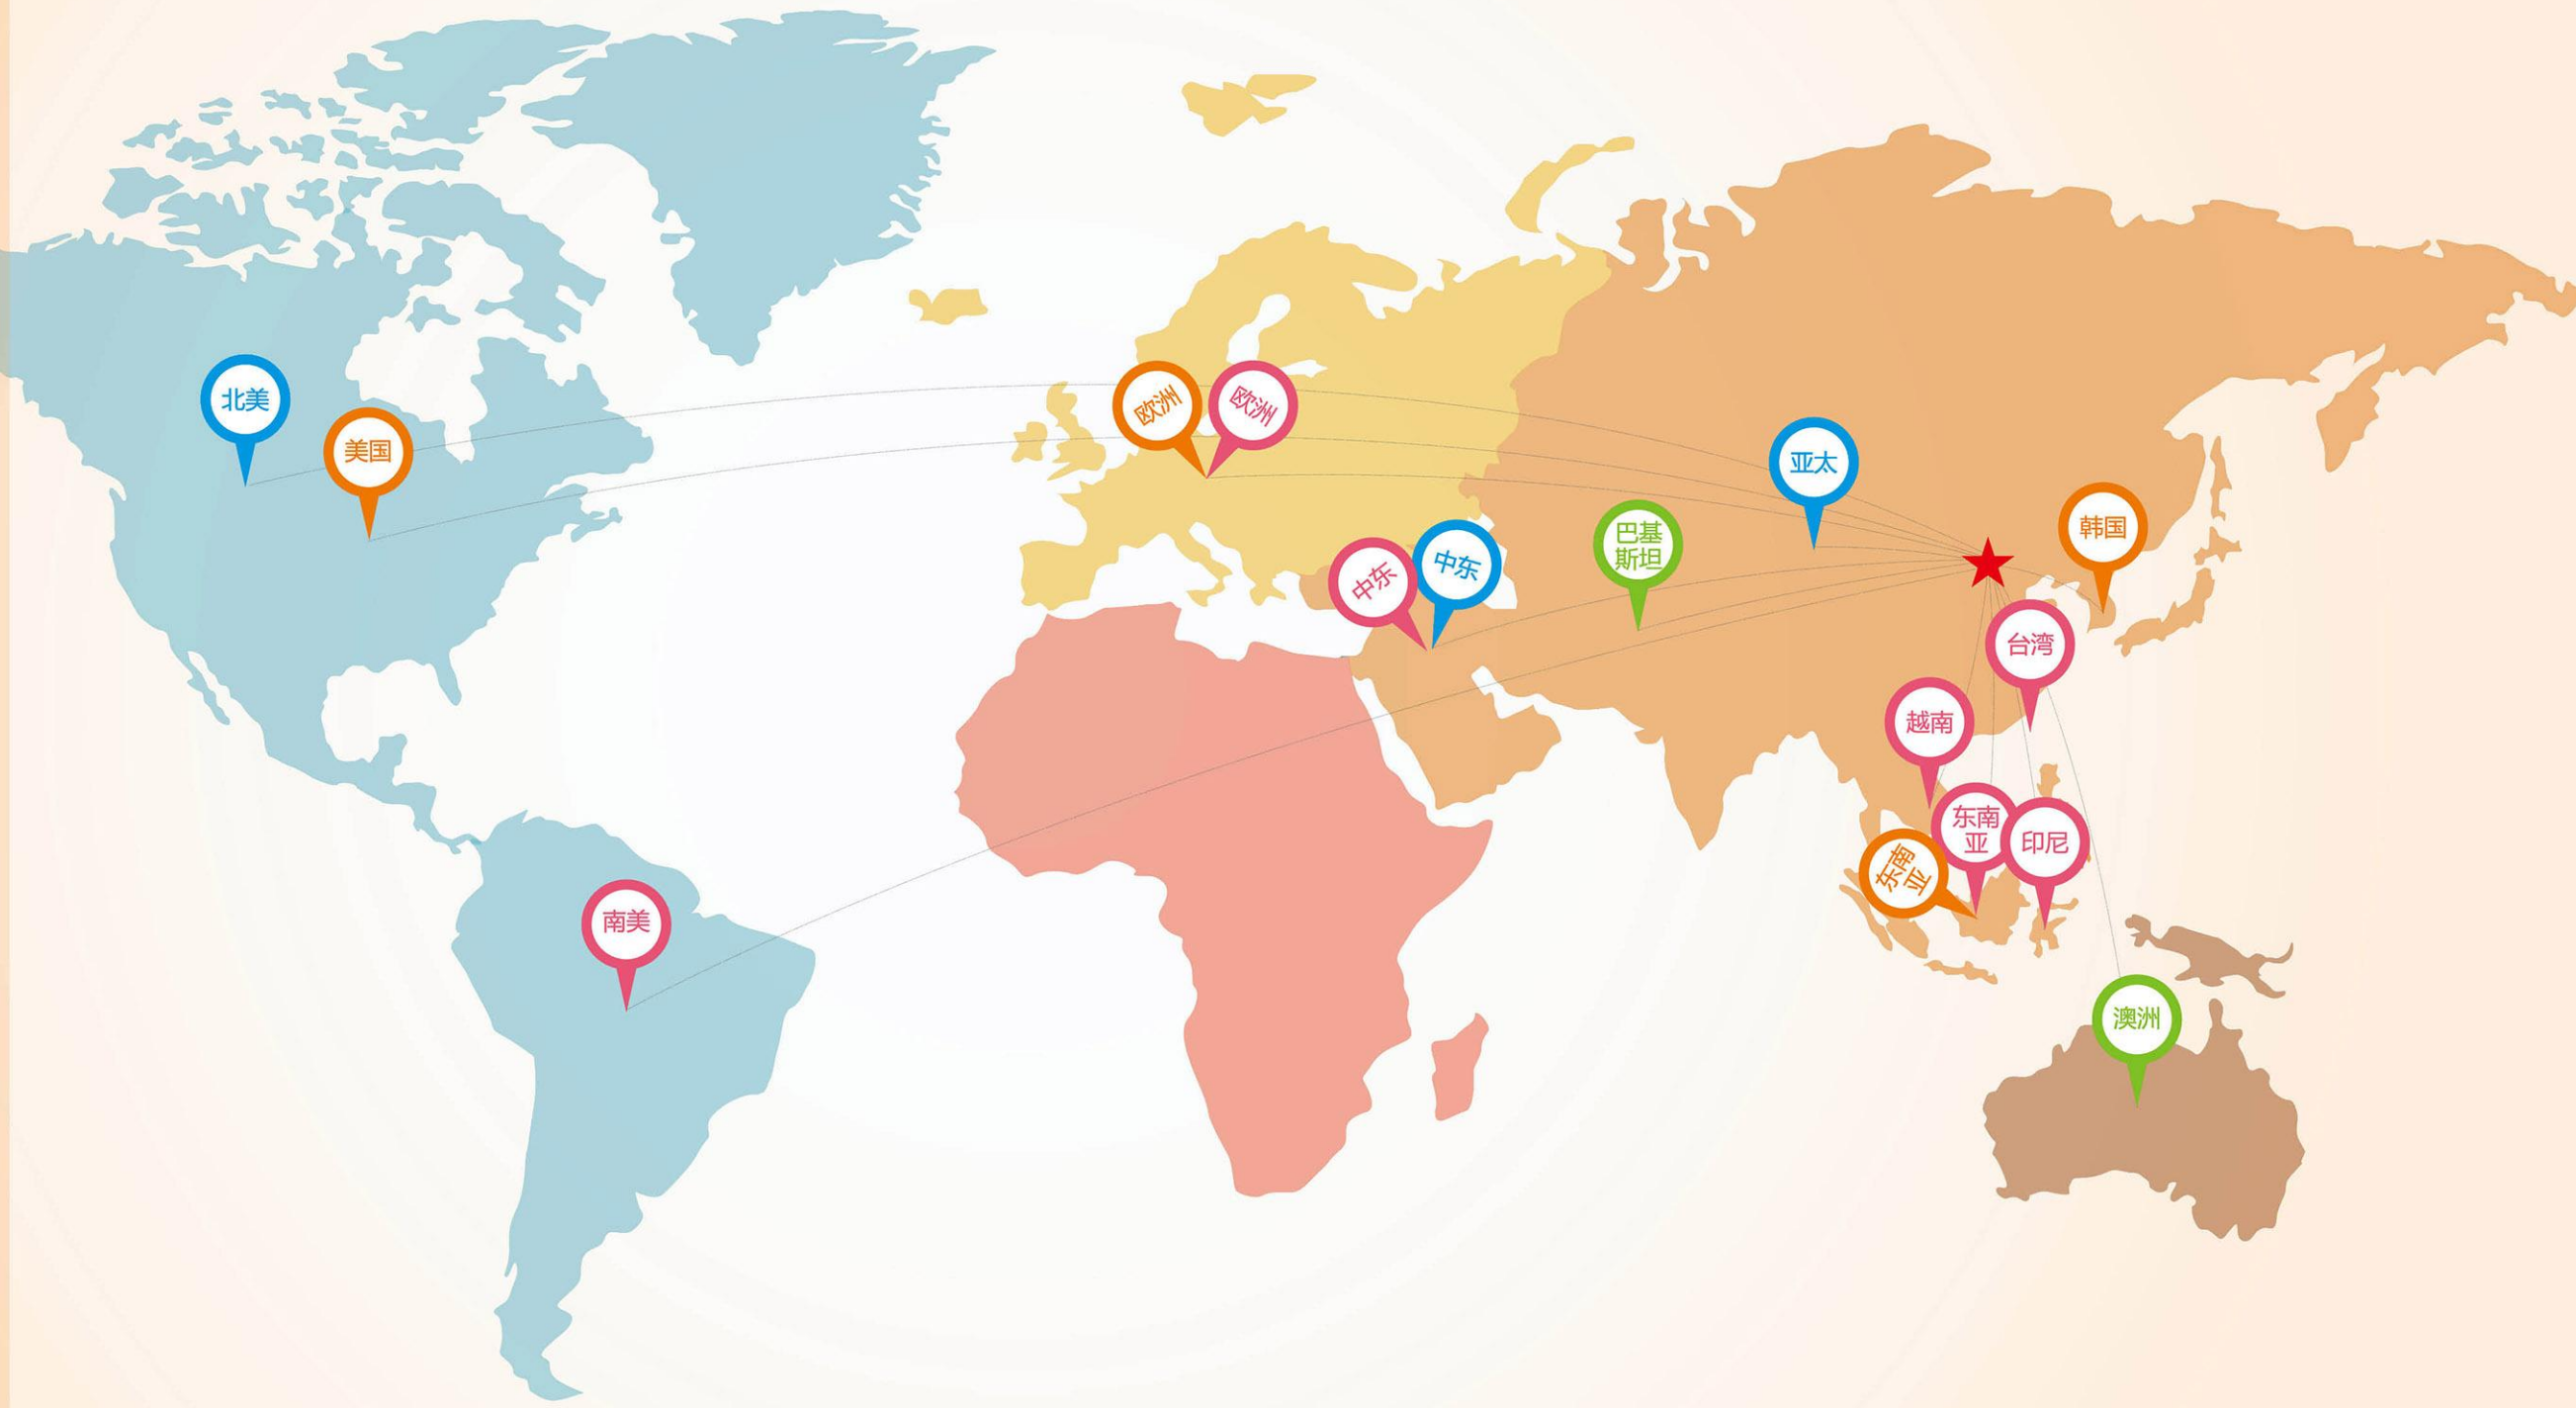 北美
美国
欧洲
欧洲
亚太
中东
中东
巴基
斯坦
韩国
台湾
越南
东南
亚
印尼
东南
亚
南美
澳洲